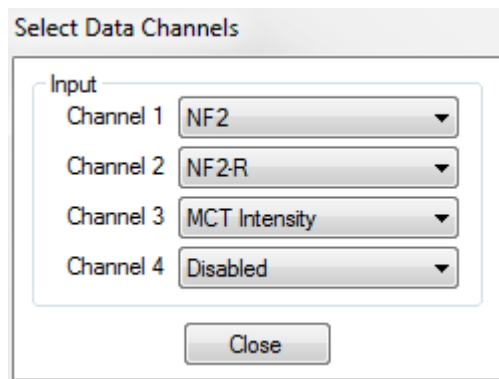 Select Data Channels
Input
Channel 1 NF2
Channel 2 NF2-R
Channel 3 MCT Intensity
Channel 4 Disabled
Close